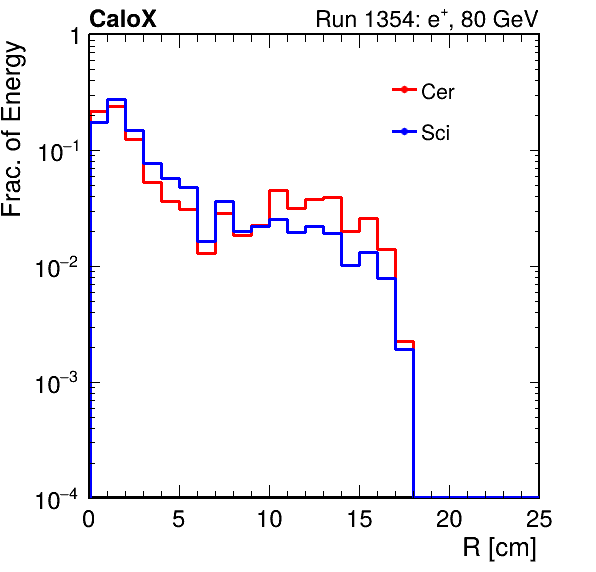 CaloX Run 1354: e⁺, 80 GeV
Frac. of Energy
1
10⁻¹
10⁻²
10⁻³
10⁻⁴
Cer
Sci
0 5 10 15 20 25
R [cm]